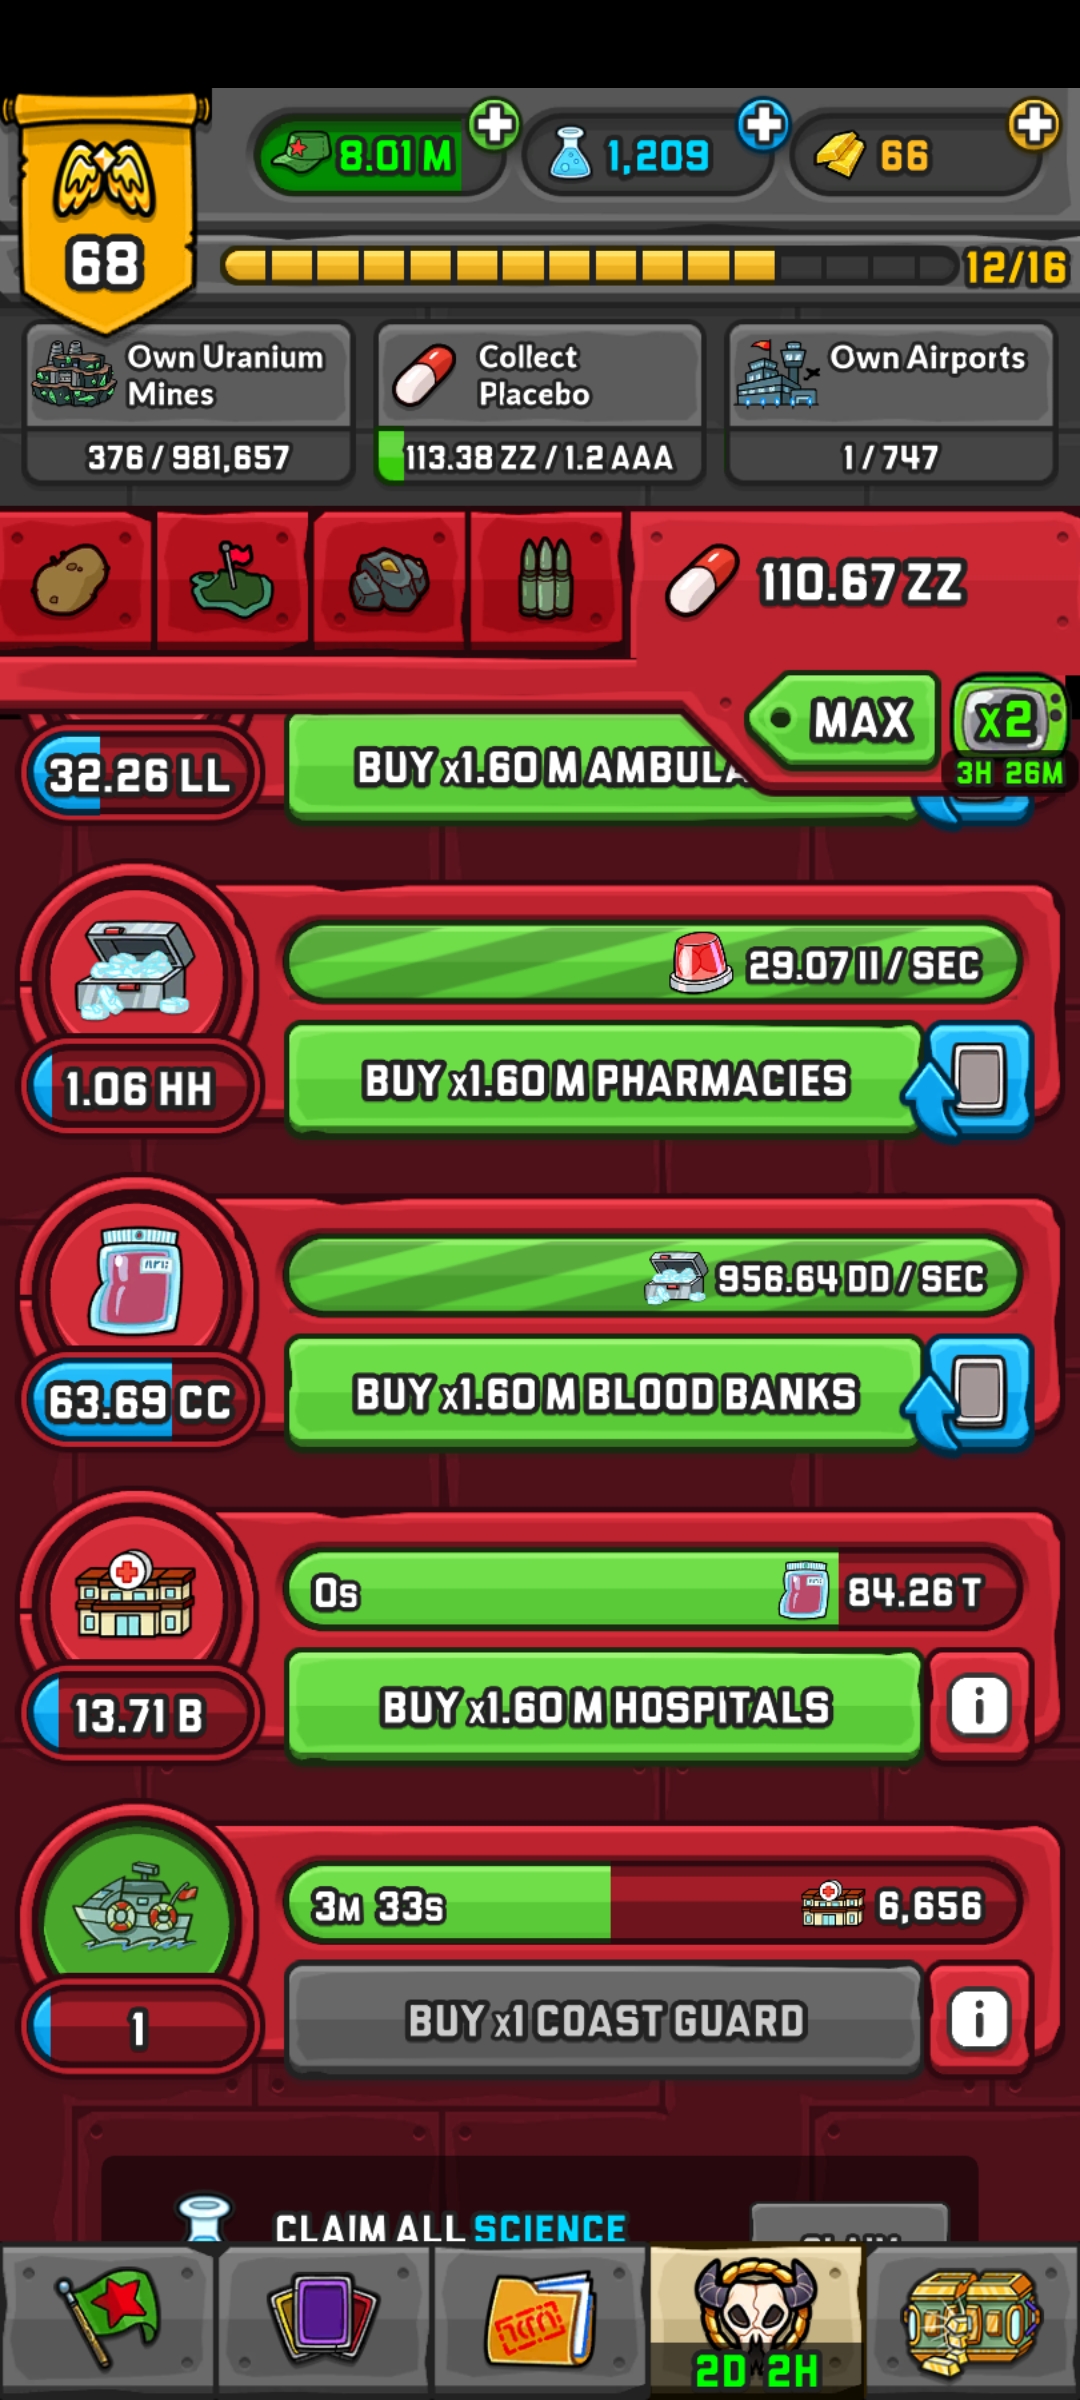 8.01 M
1,209
66
68
12/16
Own Uranium
Mines
376 / 981,657
Collect
Placebo
113.38 ZZ / 1.2 AAA
Own Airports
1 / 747
110.67 ZZ
MAX
x2
3H 26M
32.26 LL
BUY x1.60 M AMBULA
29.07 II / SEC
1.06 HH
BUY x1.60 M PHARMACIES
956.64 DD / SEC
63.69 CC
BUY x1.60 M BLOOD BANKS
0s
84.26 T
13.71 B
BUY x1.60 M HOSPITALS
i
3M 33s
6,656
1
BUY x1 COAST GUARD
i
CLAIM ALL SCIENCE
2D 2H